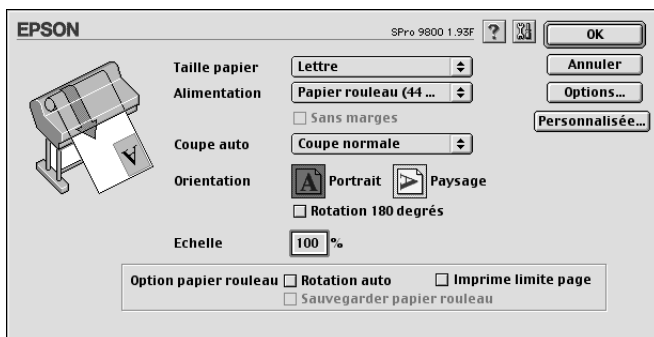 EPSON
SPro 9800 1.93F
?
OK
Taille papier
Lettre
Annuler
Alimentation
Papier rouleau (44 ...
Options...
Sans marges
Personnalisée...
Coupe auto
Coupe normale
Orientation
A
Portrait
A
Paysage
Rotation 180 degrés
Echelle
100 %
Option papier rouleau
Rotation auto
Imprime limite page
Sauvegarder papier rouleau
A